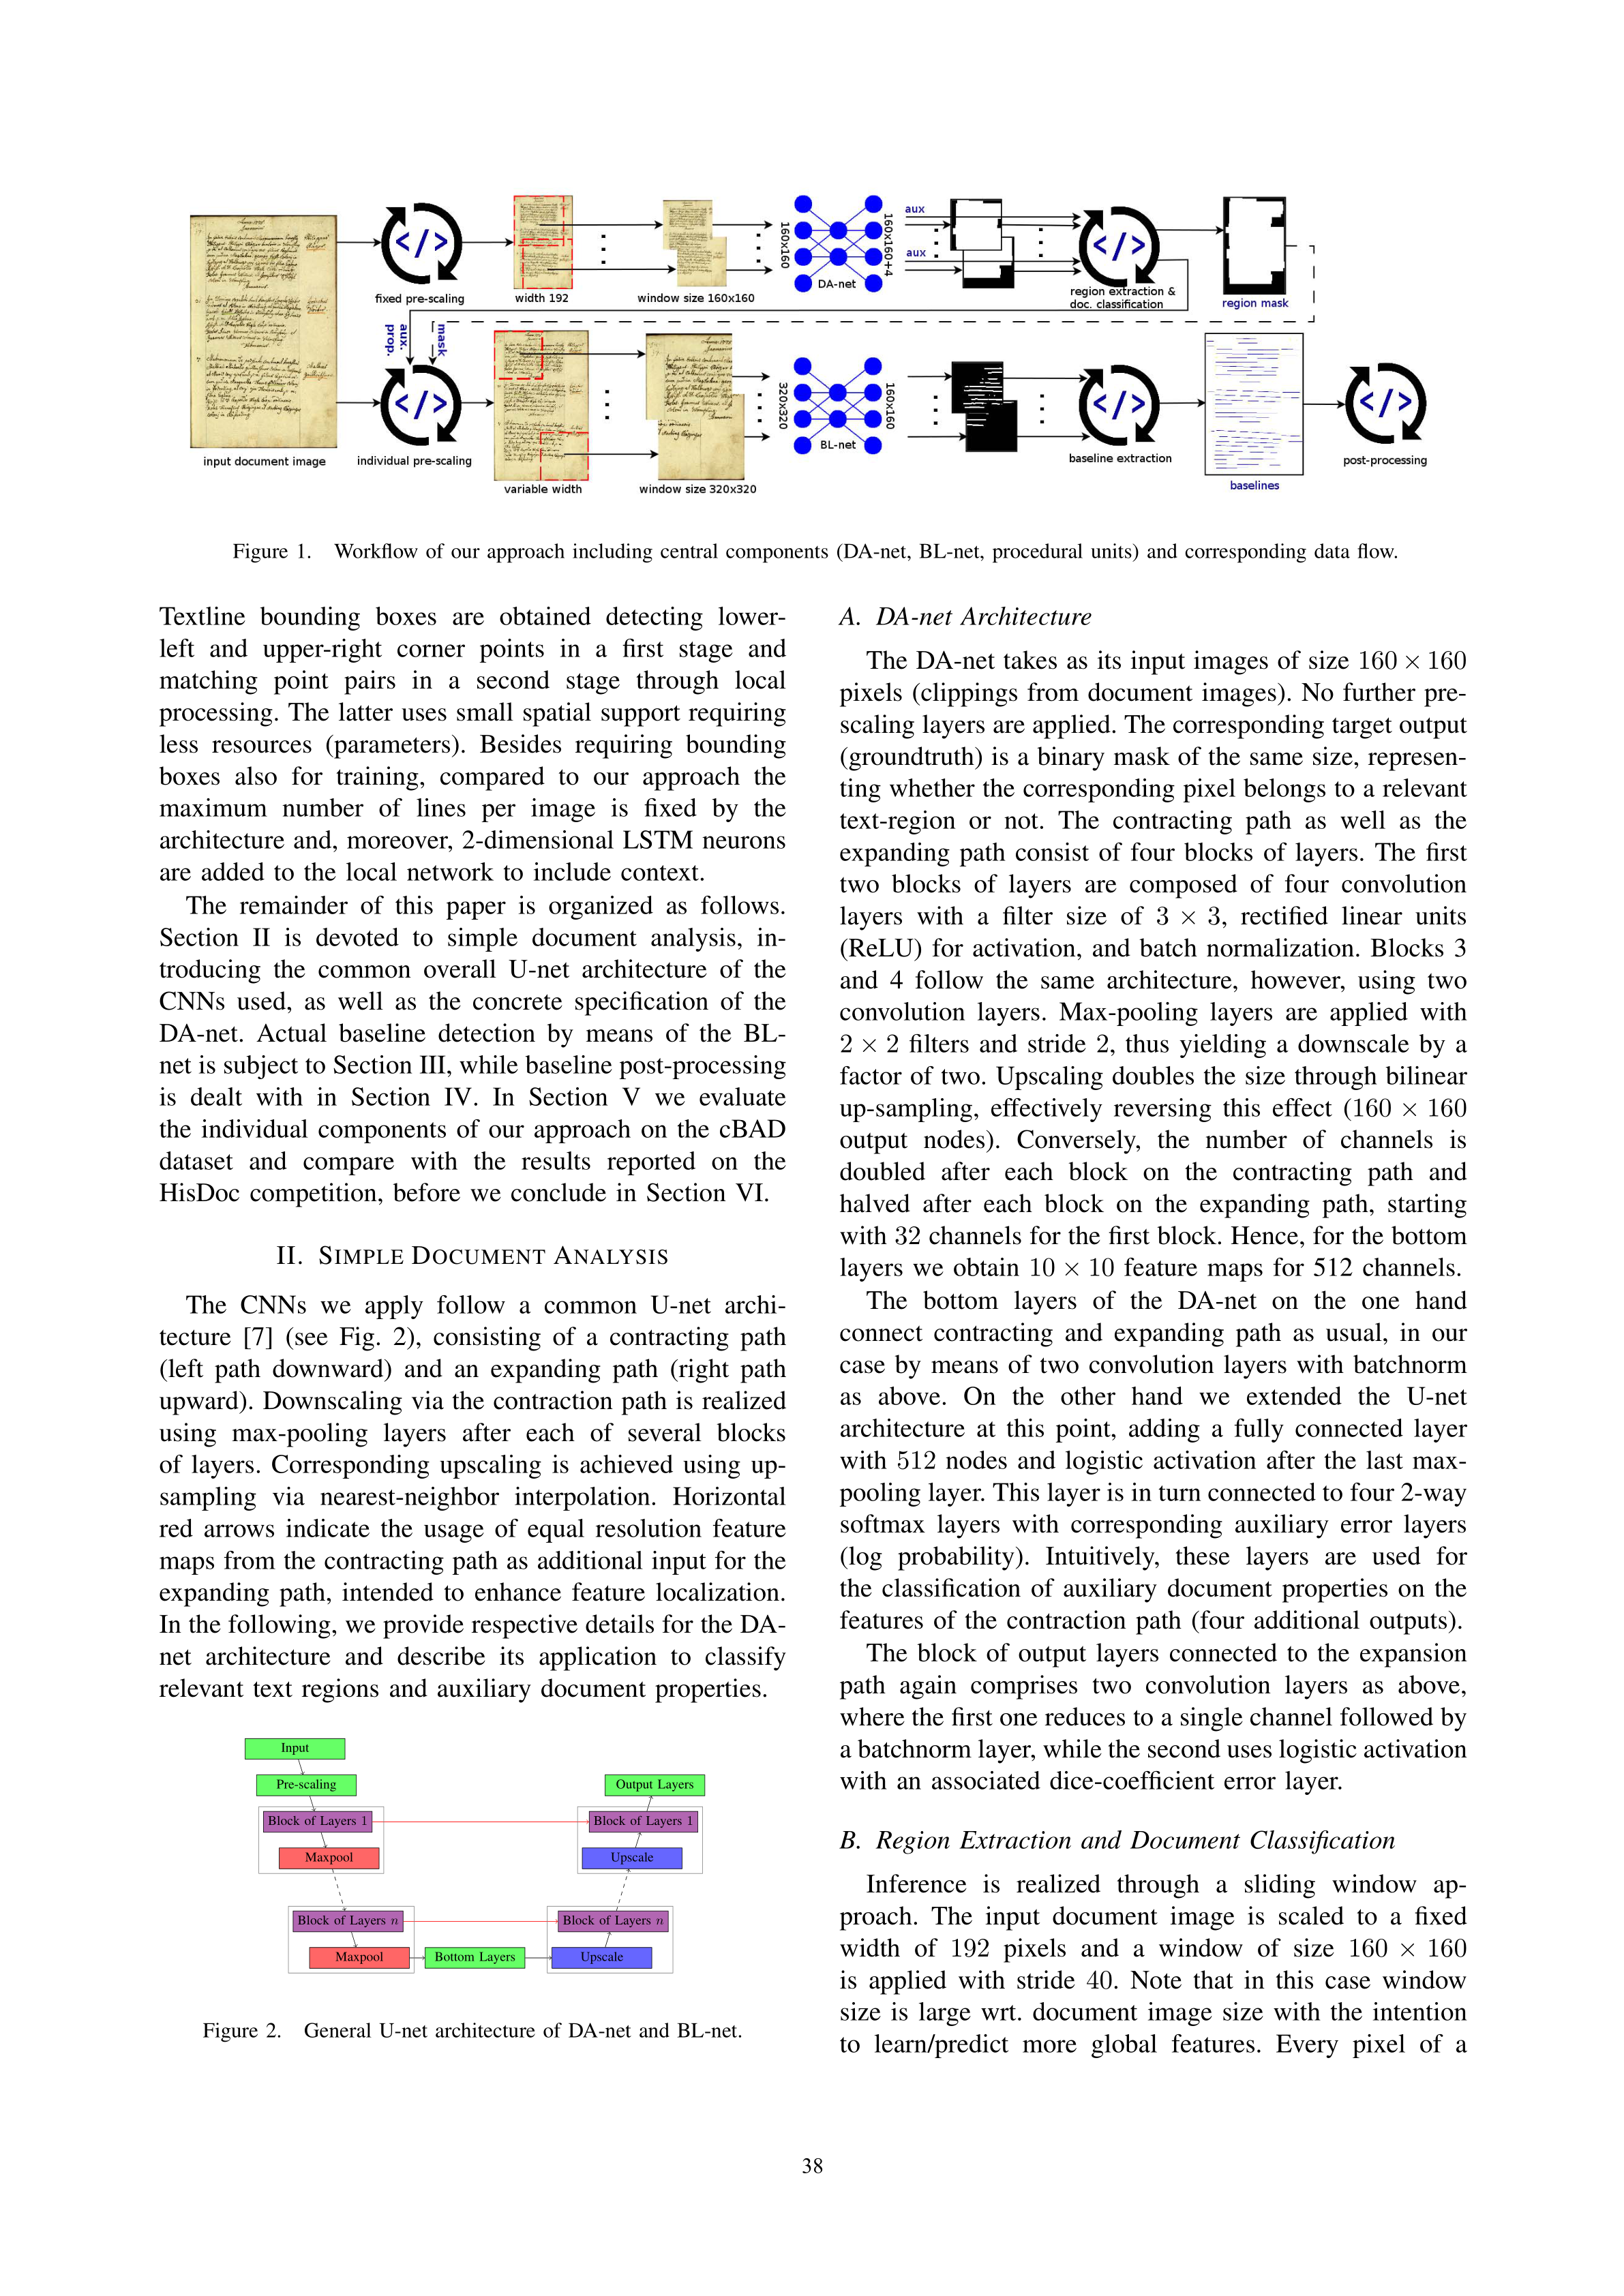 input document image
fixed pre-scaling
width 192
window size 160x160
160x160
DA-net
160x160+4
aux
aux
region extraction &
doc. classification
region mask
aux.
prop.
mask
individual pre-scaling
variable width
window size 320x320
320x320
BL-net
160x160
baseline extraction
baselines
post-processing
Figure 1. Workflow of our approach including central components (DA-net, BL-net, procedural units) and corresponding data flow.
Textline bounding boxes are obtained detecting lower-
left and upper-right corner points in a first stage and
matching point pairs in a second stage through local
processing. The latter uses small spatial support requiring
less resources (parameters). Besides requiring bounding
boxes also for training, compared to our approach the
maximum number of lines per image is fixed by the
architecture and, moreover, 2-dimensional LSTM neurons
are added to the local network to include context.
The remainder of this paper is organized as follows.
Section II is devoted to simple document analysis, in-
troducing the common overall U-net architecture of the
CNNs used, as well as the concrete specification of the
DA-net. Actual baseline detection by means of the BL-
net is subject to Section III, while baseline post-processing
is dealt with in Section IV. In Section V we evaluate
the individual components of our approach on the cBAD
dataset and compare with the results reported on the
HisDoc competition, before we conclude in Section VI.
II. SIMPLE DOCUMENT ANALYSIS
The CNNs we apply follow a common U-net archi-
tecture [7] (see Fig. 2), consisting of a contracting path
(left path downward) and an expanding path (right path
upward). Downscaling via the contraction path is realized
using max-pooling layers after each of several blocks
of layers. Corresponding upscaling is achieved using up-
sampling via nearest-neighbor interpolation. Horizontal
red arrows indicate the usage of equal resolution feature
maps from the contracting path as additional input for the
expanding path, intended to enhance feature localization.
In the following, we provide respective details for the DA-
net architecture and describe its application to classify
relevant text regions and auxiliary document properties.
Input
Pre-scaling
Output Layers
Block of Layers 1
Block of Layers 1
Maxpool
Upscale
Block of Layers n
Block of Layers n
Maxpool
Bottom Layers
Upscale
Figure 2. General U-net architecture of DA-net and BL-net.
A. DA-net Architecture
The DA-net takes as its input images of size 160 × 160
pixels (clippings from document images). No further pre-
scaling layers are applied. The corresponding target output
(groundtruth) is a binary mask of the same size, represen-
ting whether the corresponding pixel belongs to a relevant
text-region or not. The contracting path as well as the
expanding path consist of four blocks of layers. The first
two blocks of layers are composed of four convolution
layers with a filter size of 3 × 3, rectified linear units
(ReLU) for activation, and batch normalization. Blocks 3
and 4 follow the same architecture, however, using two
convolution layers. Max-pooling layers are applied with
2 × 2 filters and stride 2, thus yielding a downscale by a
factor of two. Upscaling doubles the size through bilinear
up-sampling, effectively reversing this effect (160 × 160
output nodes). Conversely, the number of channels is
doubled after each block on the contracting path and
halved after each block on the expanding path, starting
with 32 channels for the first block. Hence, for the bottom
layers we obtain 10 × 10 feature maps for 512 channels.
The bottom layers of the DA-net on the one hand
connect contracting and expanding path as usual, in our
case by means of two convolution layers with batchnorm
as above. On the other hand we extended the U-net
architecture at this point, adding a fully connected layer
with 512 nodes and logistic activation after the last max-
pooling layer. This layer is in turn connected to four 2-way
softmax layers with corresponding auxiliary error layers
(log probability). Intuitively, these layers are used for
the classification of auxiliary document properties on the
features of the contraction path (four additional outputs).
The block of output layers connected to the expansion
path again comprises two convolution layers as above,
where the first one reduces to a single channel followed by
a batchnorm layer, while the second uses logistic activation
with an associated dice-coefficient error layer.
B. Region Extraction and Document Classification
Inference is realized through a sliding window ap-
proach. The input document image is scaled to a fixed
width of 192 pixels and a window of size 160 × 160
is applied with stride 40. Note that in this case window
size is large wrt. document image size with the intention
to learn/predict more global features. Every pixel of a
38